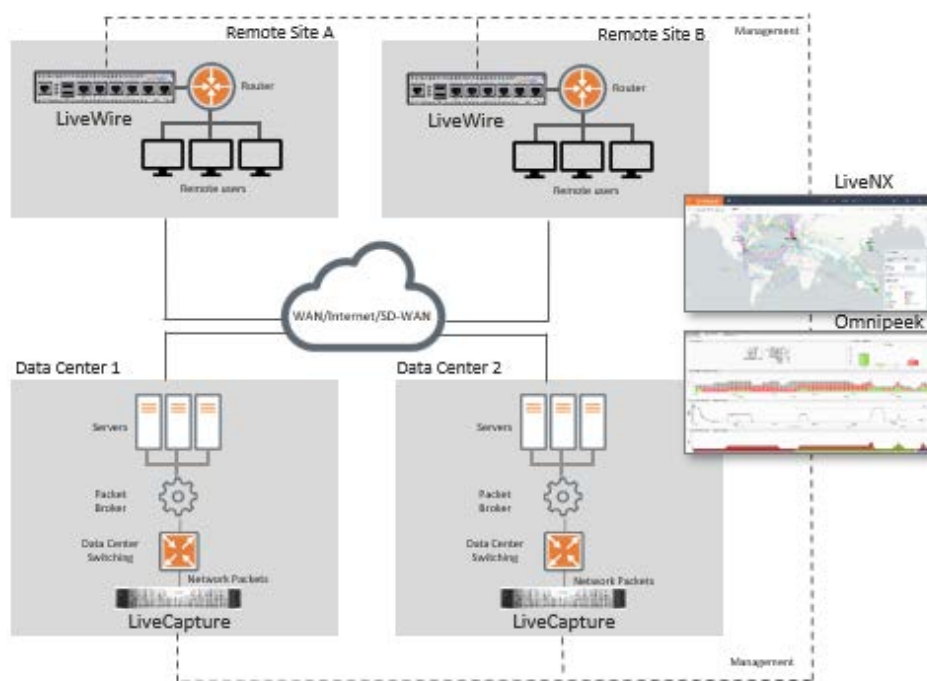 Remote Site A
Remote Site B
Management
LiveWire
Router
Remote users
LiveWire
Router
Remote users
LiveNX
WAN/Internet/SD-WAN
Omnipeek
Data Center 1
Data Center 2
Servers
Packet
Broker
Data Center
Switching
Network Packets
LiveCapture
Servers
Packet
Broker
Data Center
Switching
Network Packets
LiveCapture
Management